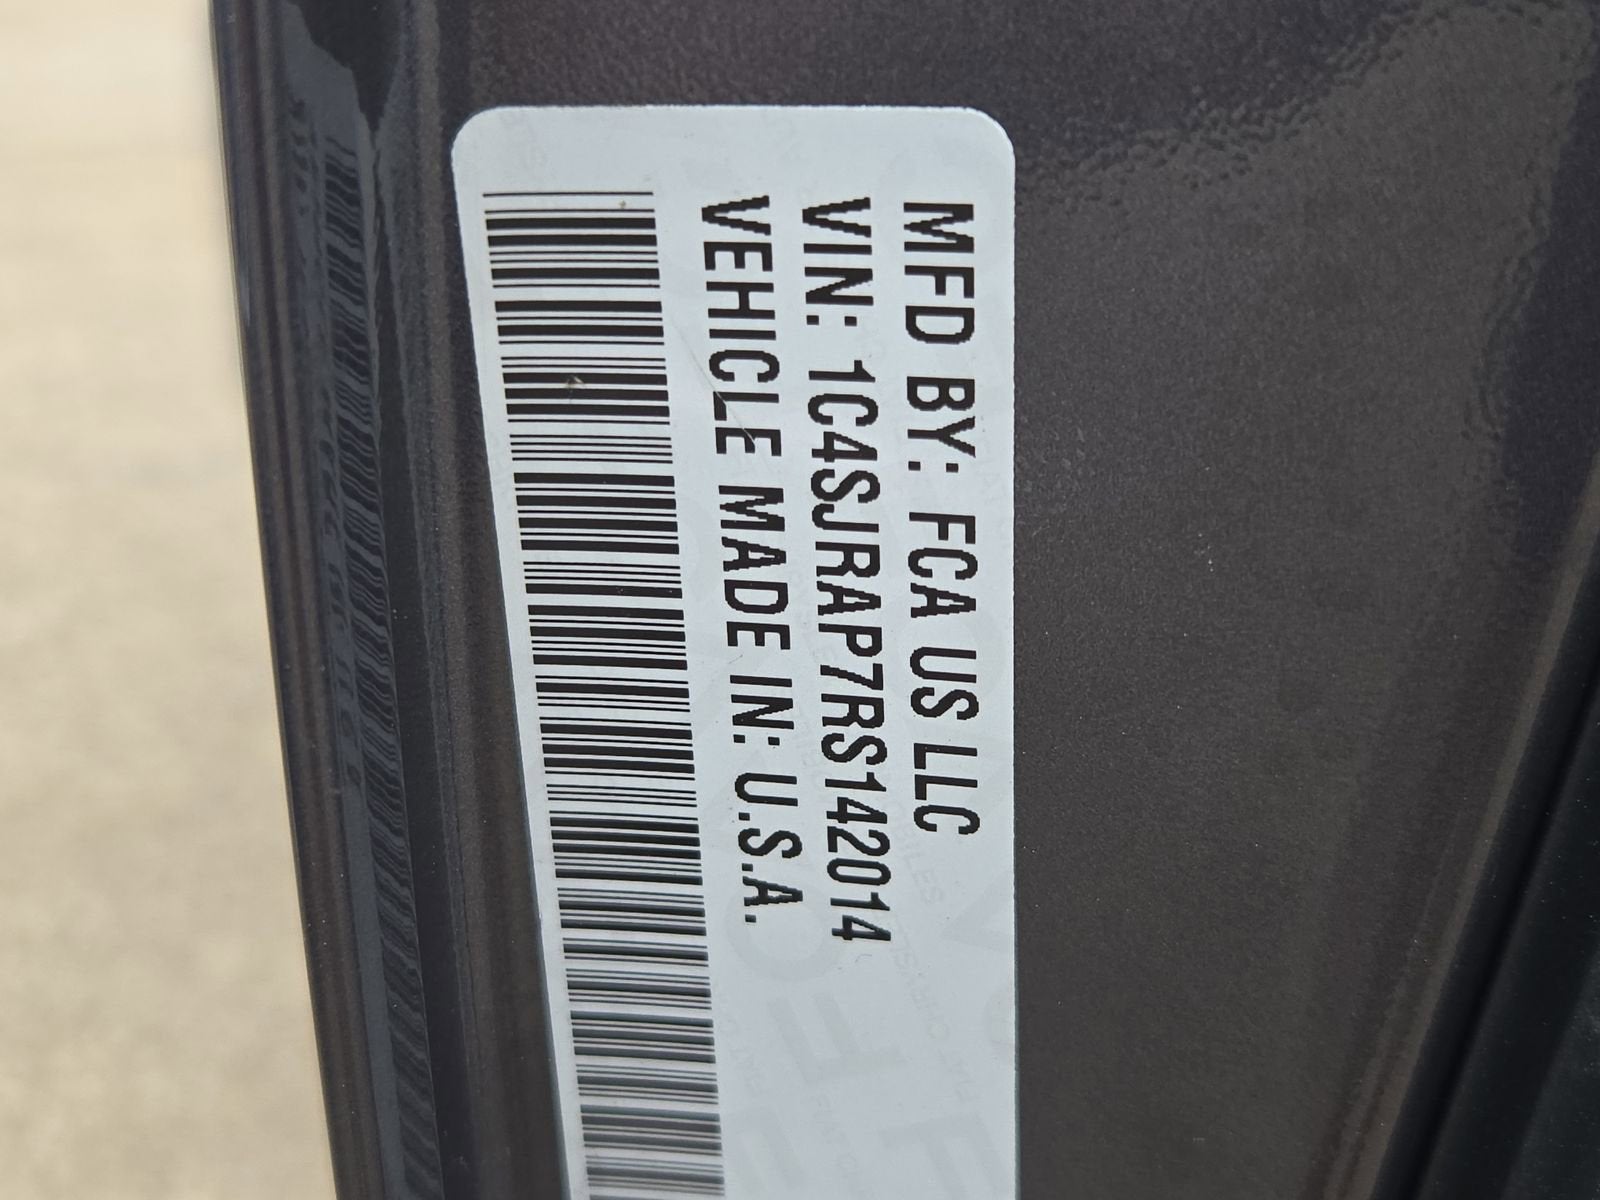 MFD BY: FCA US LLC
VIN: 1C4SJRAP7RS142014
VEHICLE MADE IN: U.S.A.